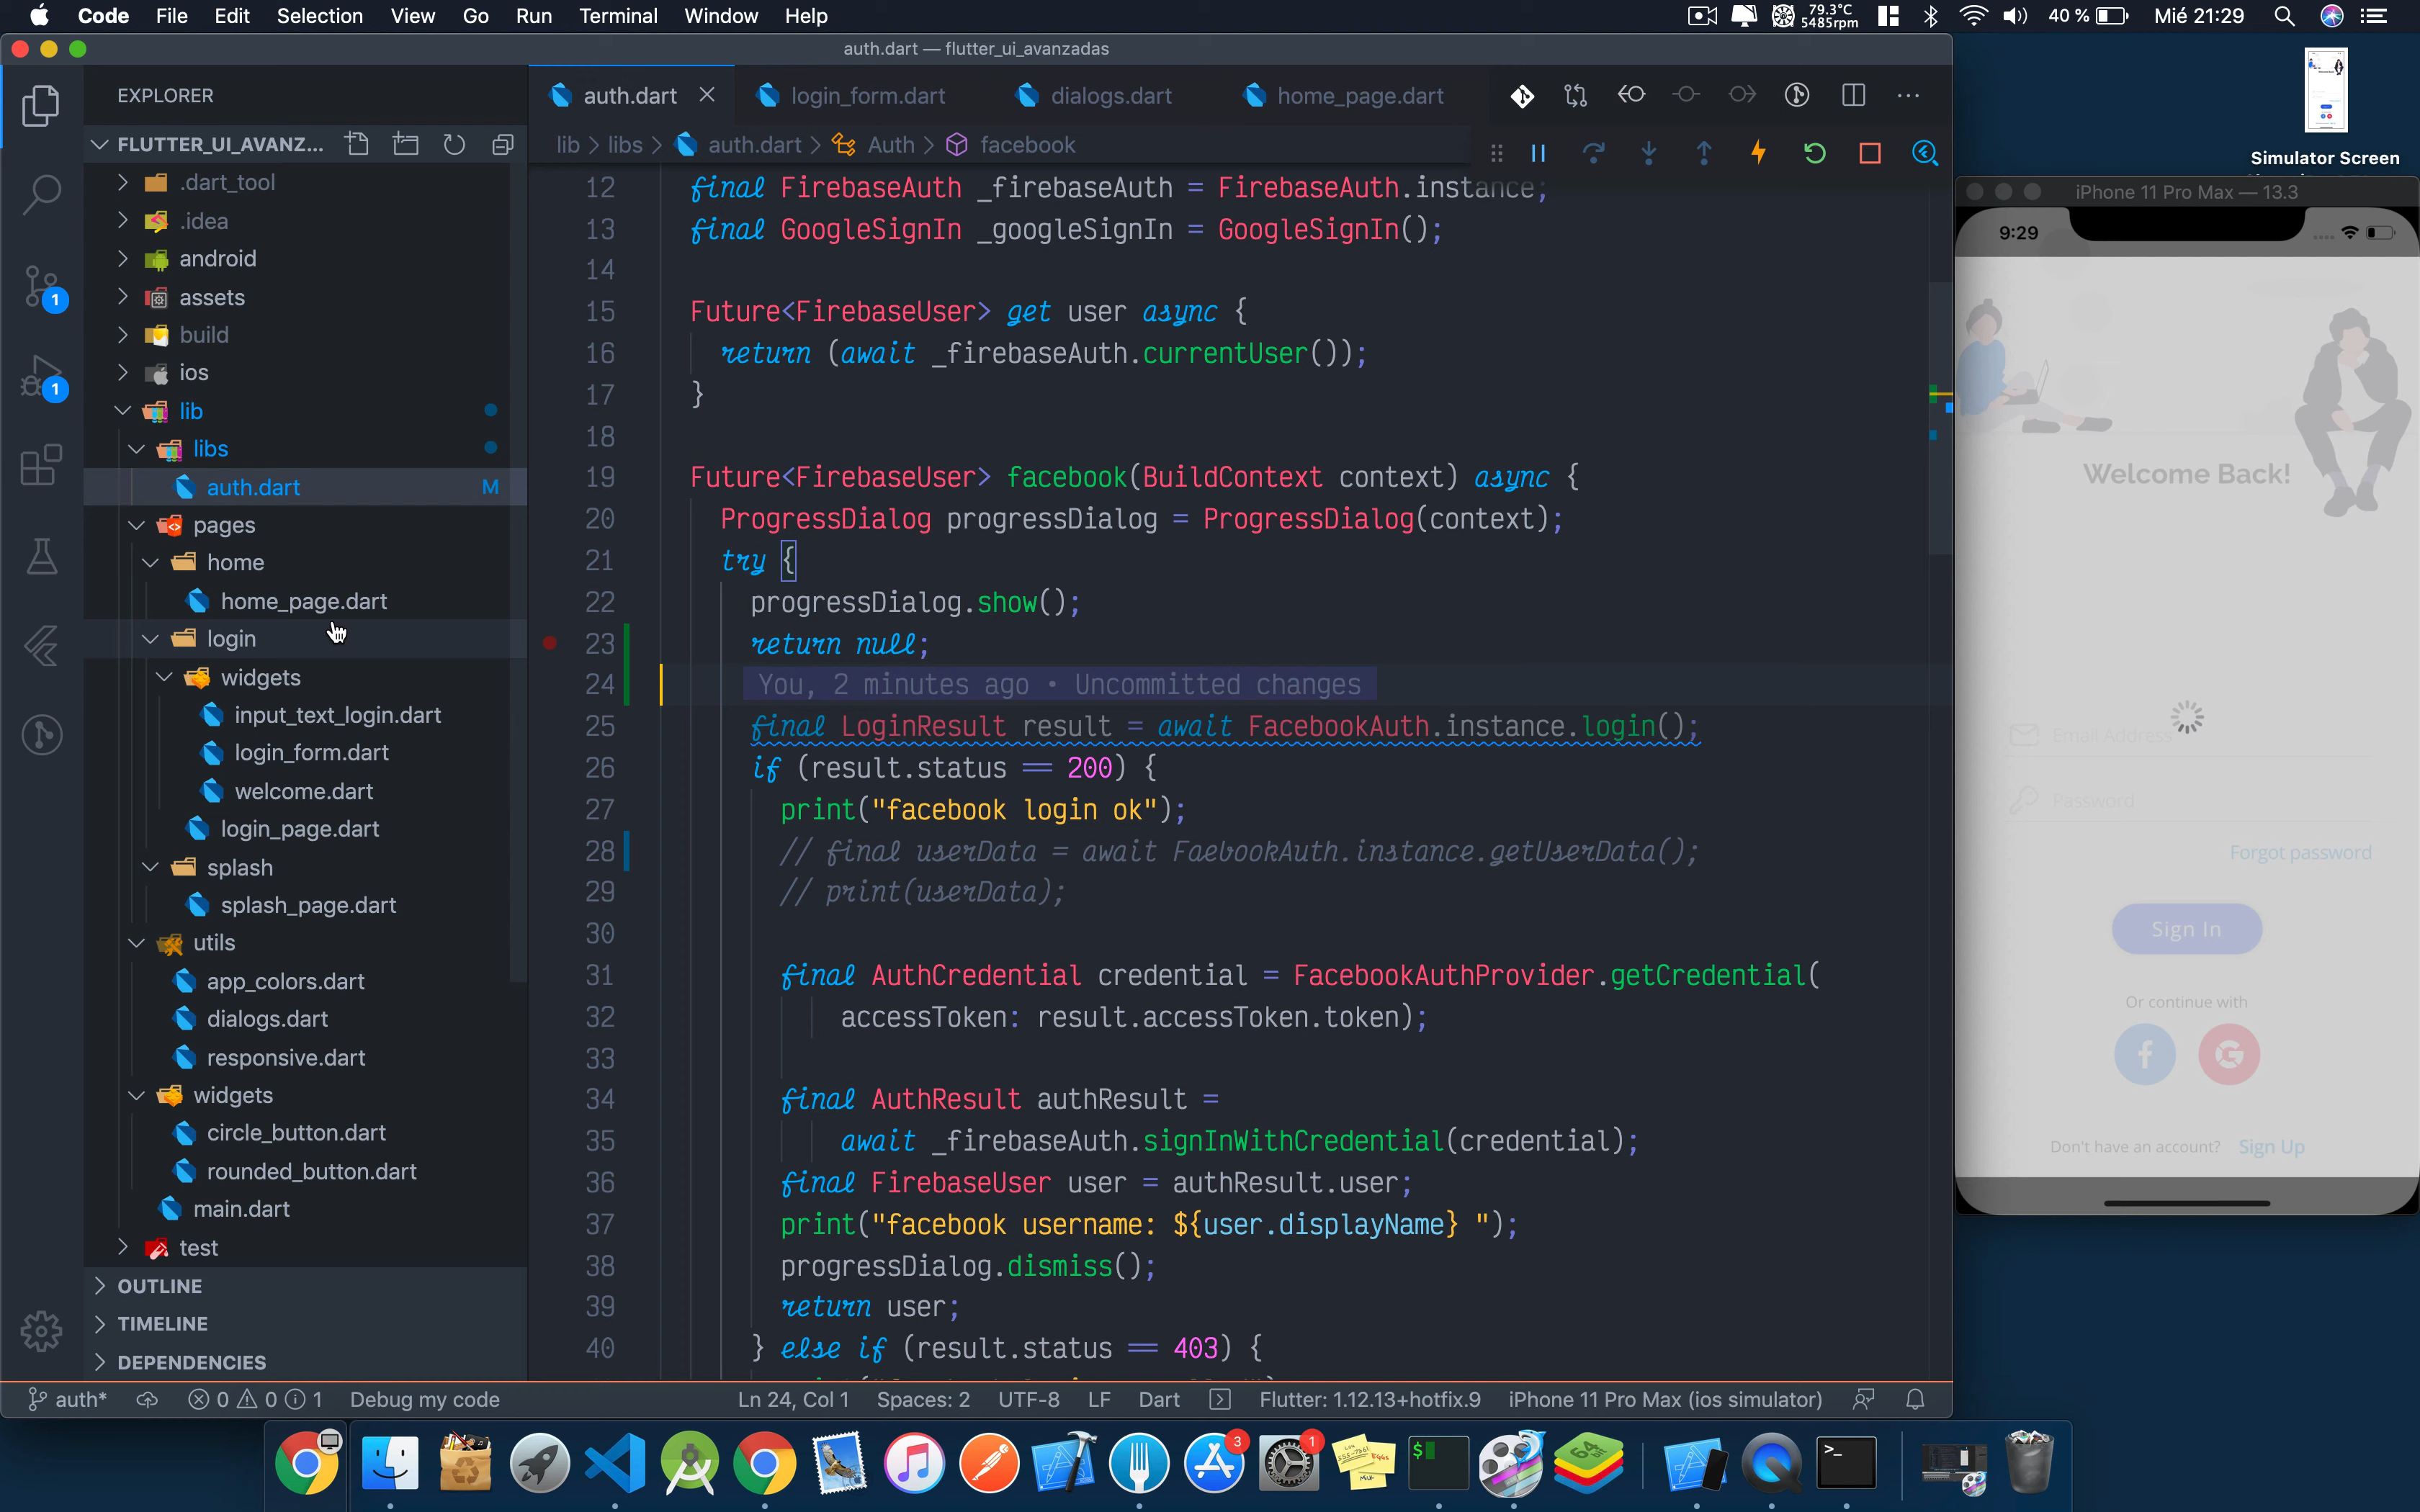 Code File Edit Selection View Go Run Terminal Window Help
79.3°C
5485rpm
40 % Mié 21:29
auth.dart — flutter_ui_avanzadas
EXPLORER
FLUTTER_UI_AVANZ...
.dart_tool
.idea
android
assets
build
ios
lib
libs
auth.dart M
pages
home
home_page.dart
login
widgets
input_text_login.dart
login_form.dart
welcome.dart
login_page.dart
splash
splash_page.dart
utils
app_colors.dart
dialogs.dart
responsive.dart
widgets
circle_button.dart
rounded_button.dart
main.dart
test
OUTLINE
TIMELINE
DEPENDENCIES
1
1
auth.dart login_form.dart dialogs.dart home_page.dart
lib > libs > auth.dart > Auth > facebook
12 final FirebaseAuth _firebaseAuth = FirebaseAuth.instance;
13 final GoogleSignIn _googleSignIn = GoogleSignIn();
14
15 Future<FirebaseUser> get user async {
16 return (await _firebaseAuth.currentUser());
17 }
18
19 Future<FirebaseUser> facebook(BuildContext context) async {
20 ProgressDialog progressDialog = ProgressDialog(context);
21 try {
22 progressDialog.show();
23 return null;
24 You, 2 minutes ago • Uncommitted changes
25 final LoginResult result = await FacebookAuth.instance.login();
26 if (result.status == 200) {
27 print("facebook login ok");
28 // final userData = await FaebookAuth.instance.getUserData();
29 // print(userData);
30
31 final AuthCredential credential = FacebookAuthProvider.getCredential(
32 accessToken: result.accessToken.token);
33
34 final AuthResult authResult =
35 await _firebaseAuth.signInWithCredential(credential);
36 final FirebaseUser user = authResult.user;
37 print("facebook username: ${user.displayName} ");
38 progressDialog.dismiss();
39 return user;
40 } else if (result.status == 403) {
auth* 0 0 1 Debug my code Ln 24, Col 1 Spaces: 2 UTF-8 LF Dart Flutter: 1.12.13+hotfix.9 iPhone 11 Pro Max (ios simulator)
Simulator Screen
iPhone 11 Pro Max — 13.3
9:29
Welcome Back!
Email Address
Password
Forgot password
Sign In
Or continue with
f G
Don't have an account? Sign Up
3
1
64